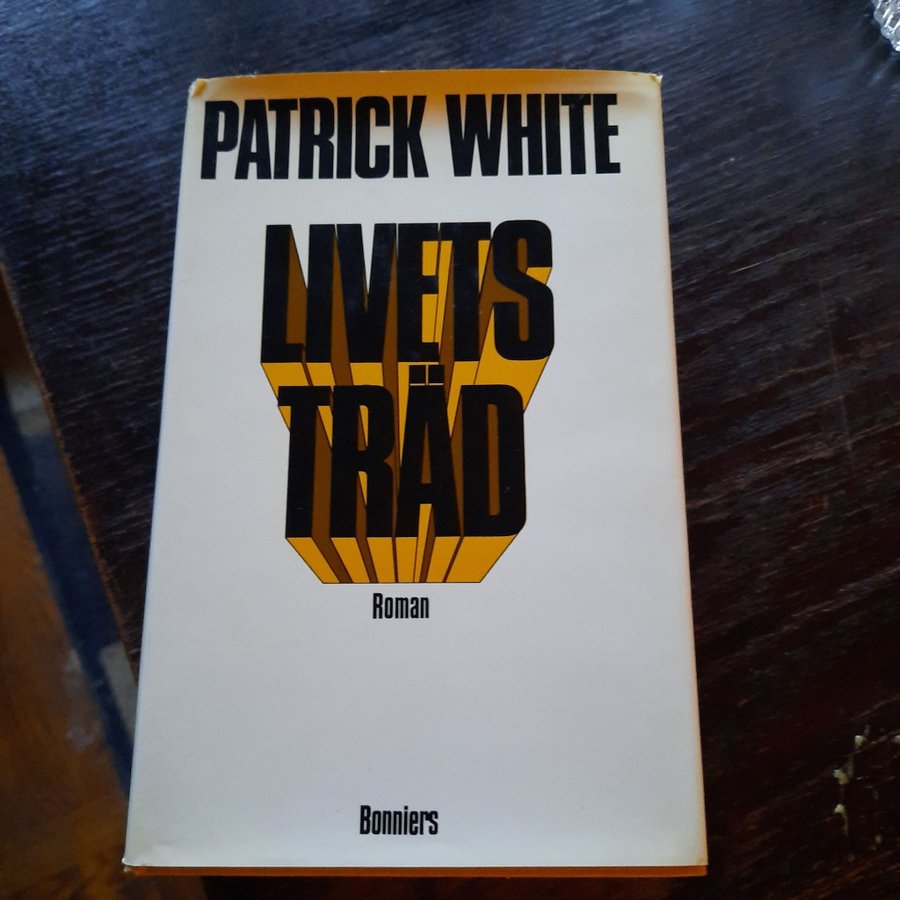 PATRICK WHITE
LIVETS
TRÄD
Roman
Bonniers